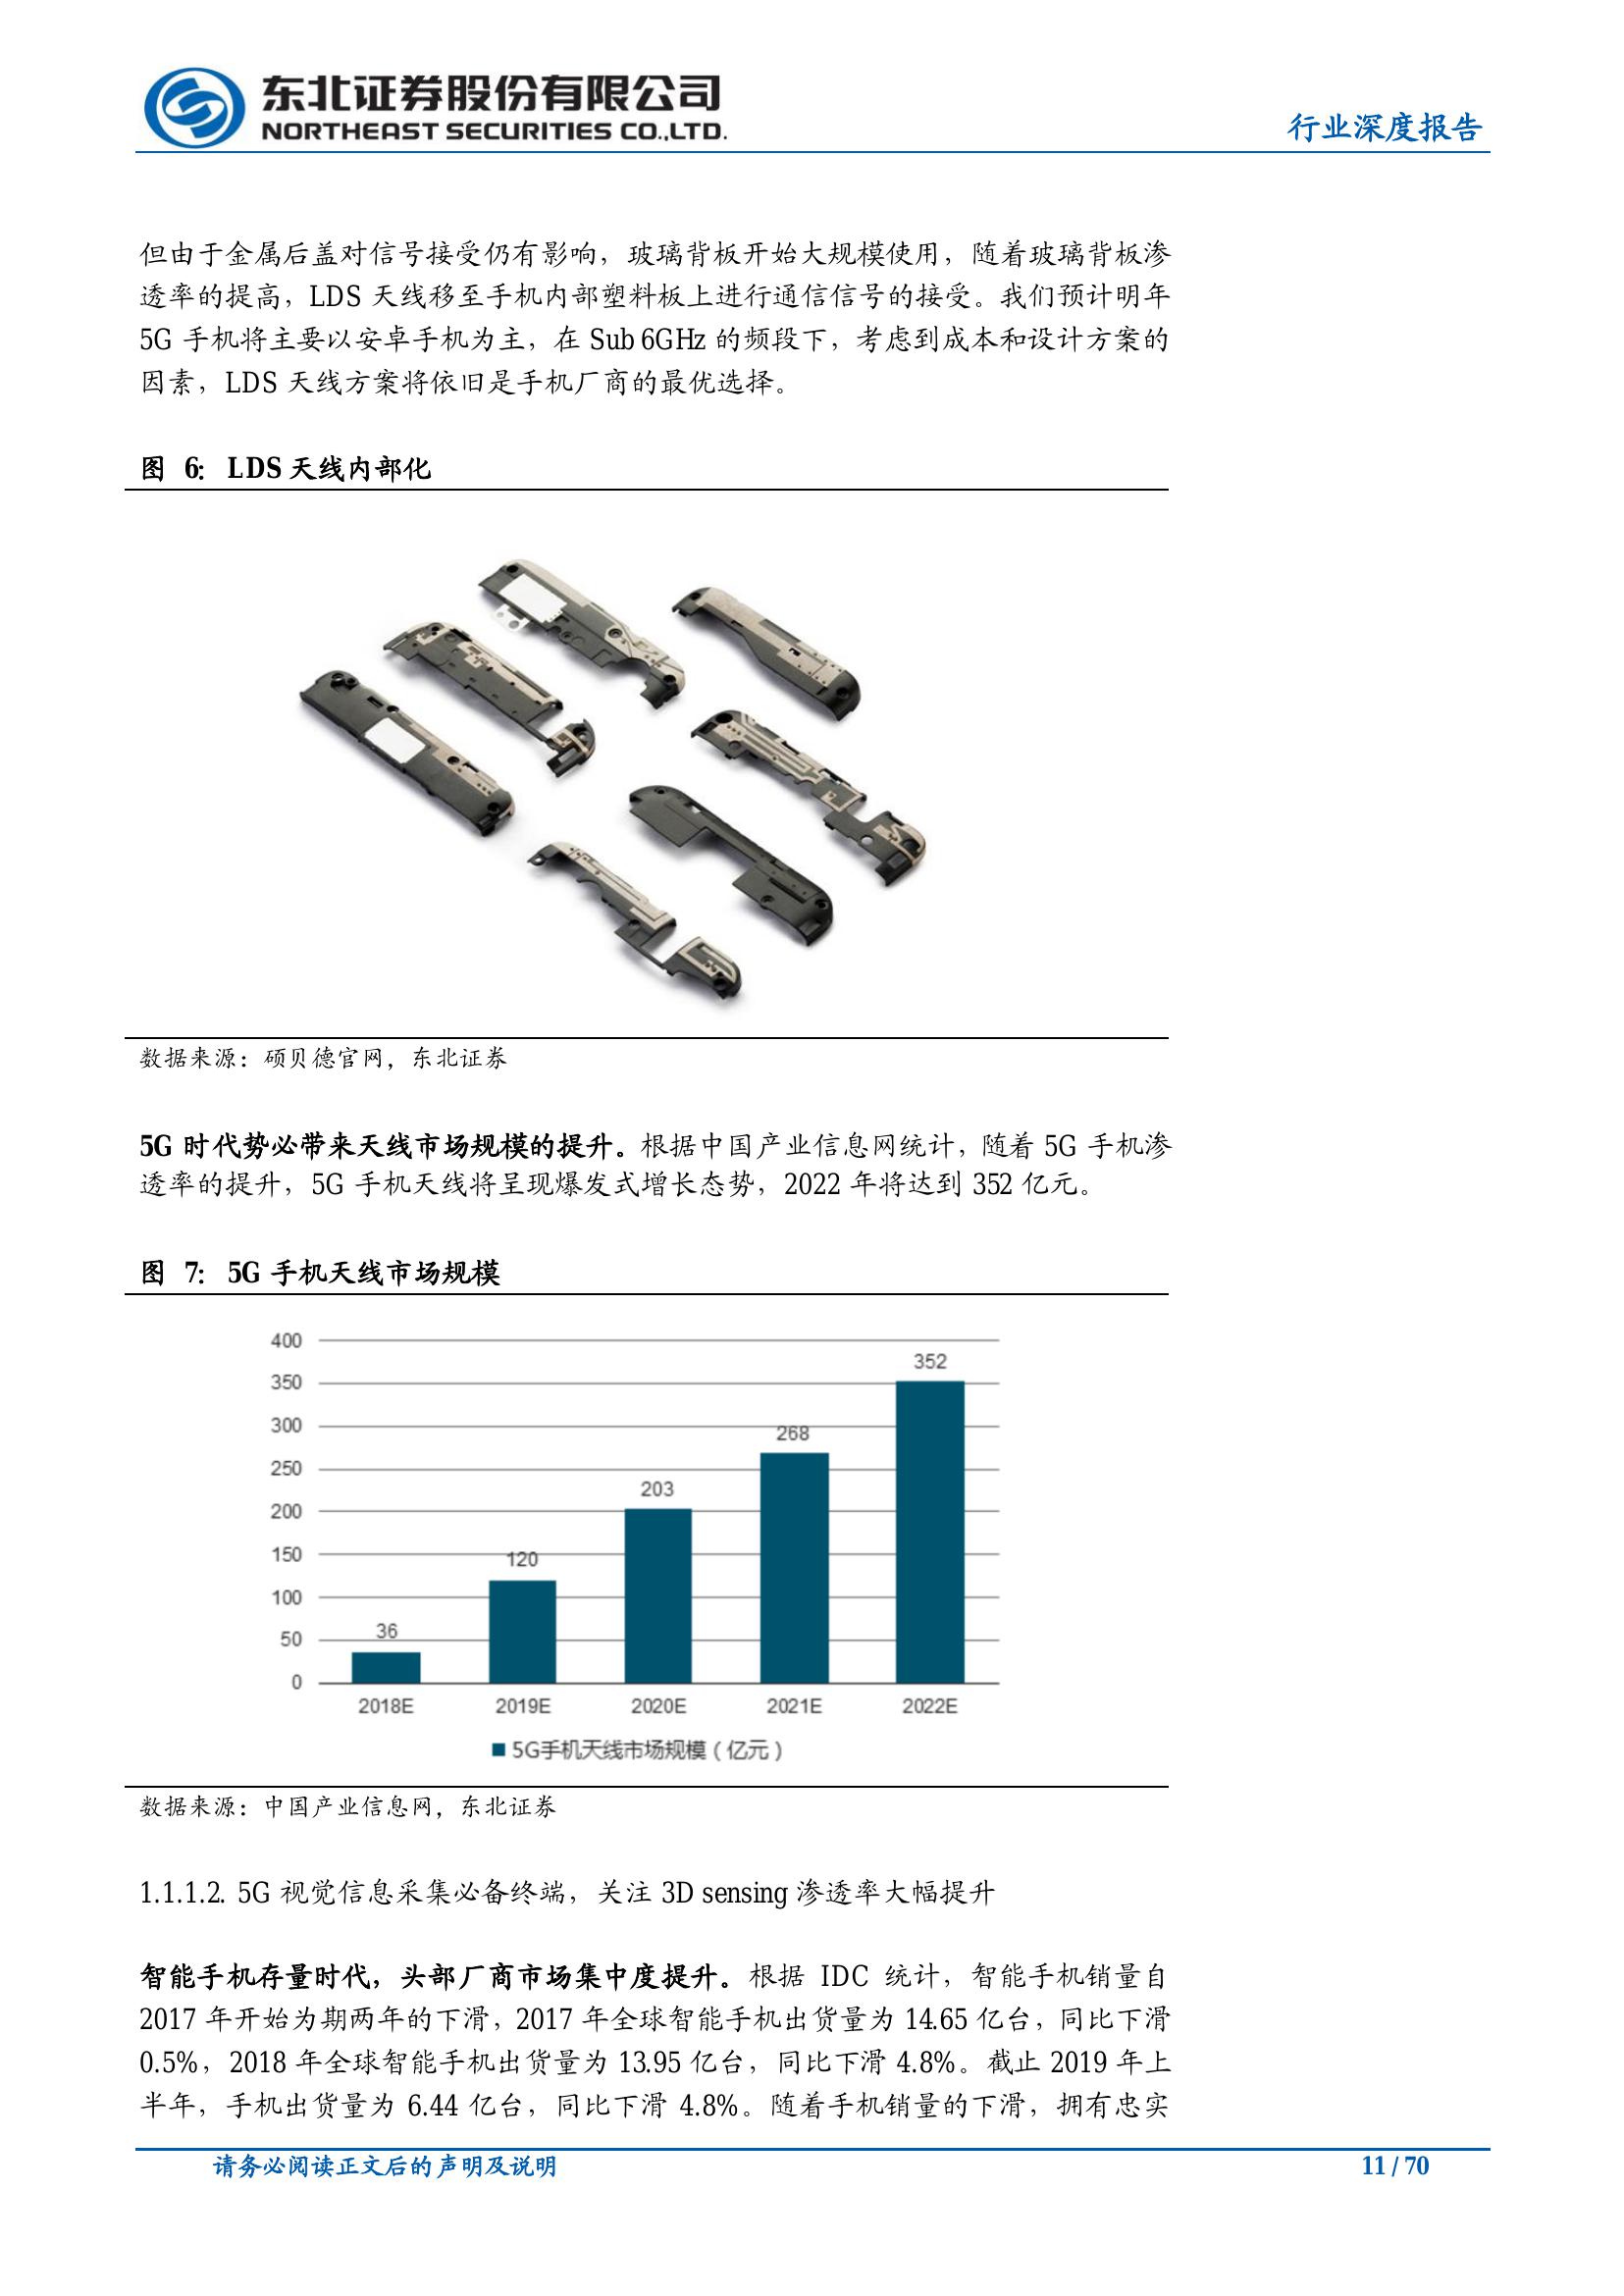 东北证券股份有限公司
NORTHEAST SECURITIES CO.,LTD.
行业深度报告
但由于金属后盖对信号接受仍有影响，玻璃背板开始大规模使用，随着玻璃背板渗
透率的提高，LDS 天线移至手机内部塑料板上进行通信信号的接受。我们预计明年
5G 手机将主要以安卓手机为主，在 Sub 6GHz 的频段下，考虑到成本和设计方案的
因素，LDS 天线方案将依旧是手机厂商的最优选择。
图 6: LDS 天线内部化
数据来源：硕贝德官网，东北证券
5G 时代势必带来天线市场规模的提升。根据中国产业信息网统计，随着 5G 手机渗
透率的提升，5G 手机天线将呈现爆发式增长态势，2022 年将达到 352 亿元。
图 7: 5G 手机天线市场规模
400
350
300
250
200
150
100
50
0
36
120
203
268
352
2018E 2019E 2020E 2021E 2022E
5G手机天线市场规模（亿元）
数据来源：中国产业信息网，东北证券
1.1.1.2. 5G 视觉信息采集必备终端，关注 3D sensing 渗透率大幅提升
智能手机存量时代，头部厂商市场集中度提升。根据 IDC 统计，智能手机销量自
2017 年开始为期两年的下滑，2017 年全球智能手机出货量为 14.65 亿台，同比下滑
0.5%，2018 年全球智能手机出货量为 13.95 亿台，同比下滑 4.8%。截止 2019 年上
半年，手机出货量为 6.44 亿台，同比下滑 4.8%。随着手机销量的下滑，拥有忠实
请务必阅读正文后的声明及说明
11 / 70